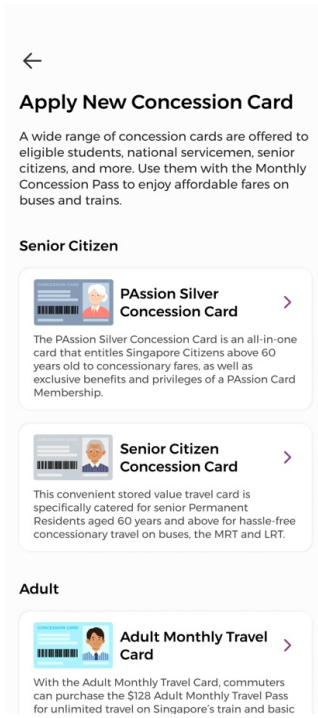 Apply New Concession Card
A wide range of concession cards are offered to
eligible students, national servicemen, senior
citizens, and more. Use them with the Monthly
Concession Pass to enjoy affordable fares on
buses and trains.
Senior Citizen
CONCESSION CARD
PAssion Silver
Concession Card
The PAssion Silver Concession Card is an all-in-one
card that entitles Singapore Citizens above 60
years old to concessionary fares, as well as
exclusive benefits and privileges of a PAssion Card
Membership.
CONCESSION CARD
Senior Citizen
Concession Card
This convenient stored value travel card is
specifically catered for senior Permanent
Residents aged 60 years and above for hassle-free
concessionary travel on buses, the MRT and LRT.
Adult
CONCESSION CARD
Adult Monthly Travel
Card
With the Adult Monthly Travel Card, commuters
can purchase the $128 Adult Monthly Travel Pass
for unlimited travel on Singapore's train and basic